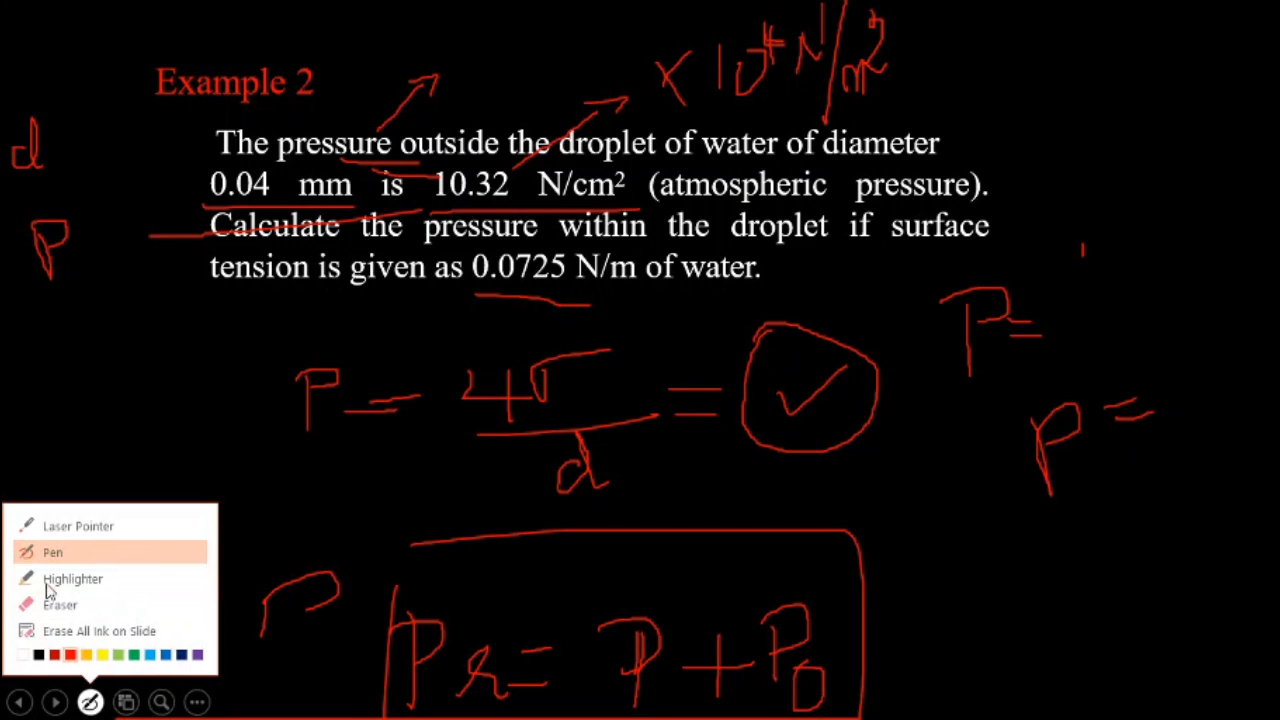 × 10⁴ N/m²
Example 2
d
The pressure outside the droplet of water of diameter
0.04 mm is 10.32 N/cm² (atmospheric pressure).
P
Calculate the pressure within the droplet if surface
tension is given as 0.0725 N/m of water.
P=
P = 4σ/d =
P =
Laser Pointer
Pen
Highlighter
Eraser
Erase All Ink on Slide
P = P + P₀